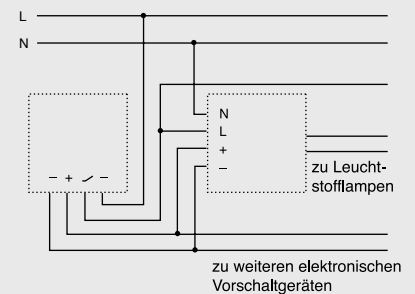 L
N
N
L
+
–
– + –
zu Leucht-
stofflampen
zu weiteren elektronischen
Vorschaltgeräten